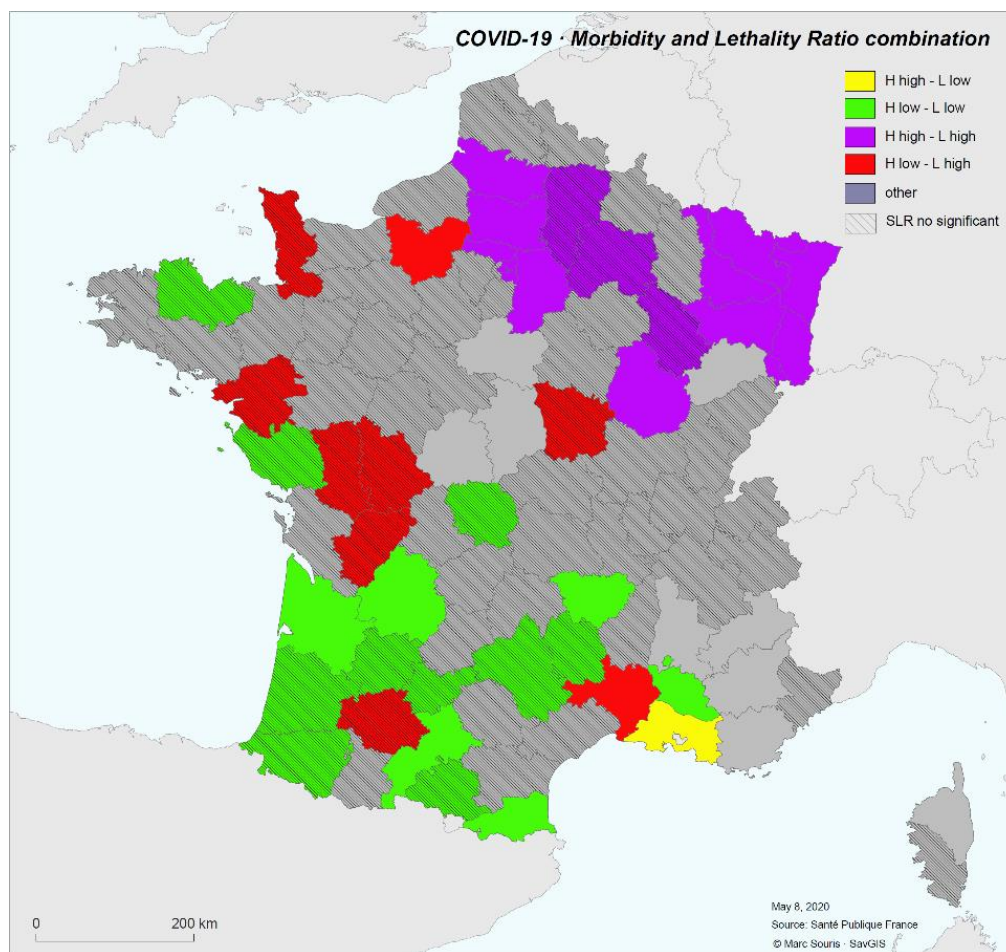 COVID-19 · Morbidity and Lethality Ratio combination
H high - L low
H low - L low
H high - L high
H low - L high
other
SLR no significant
0 200 km
May 8, 2020
Source: Santé Publique France
© Marc Souris · SavGIS